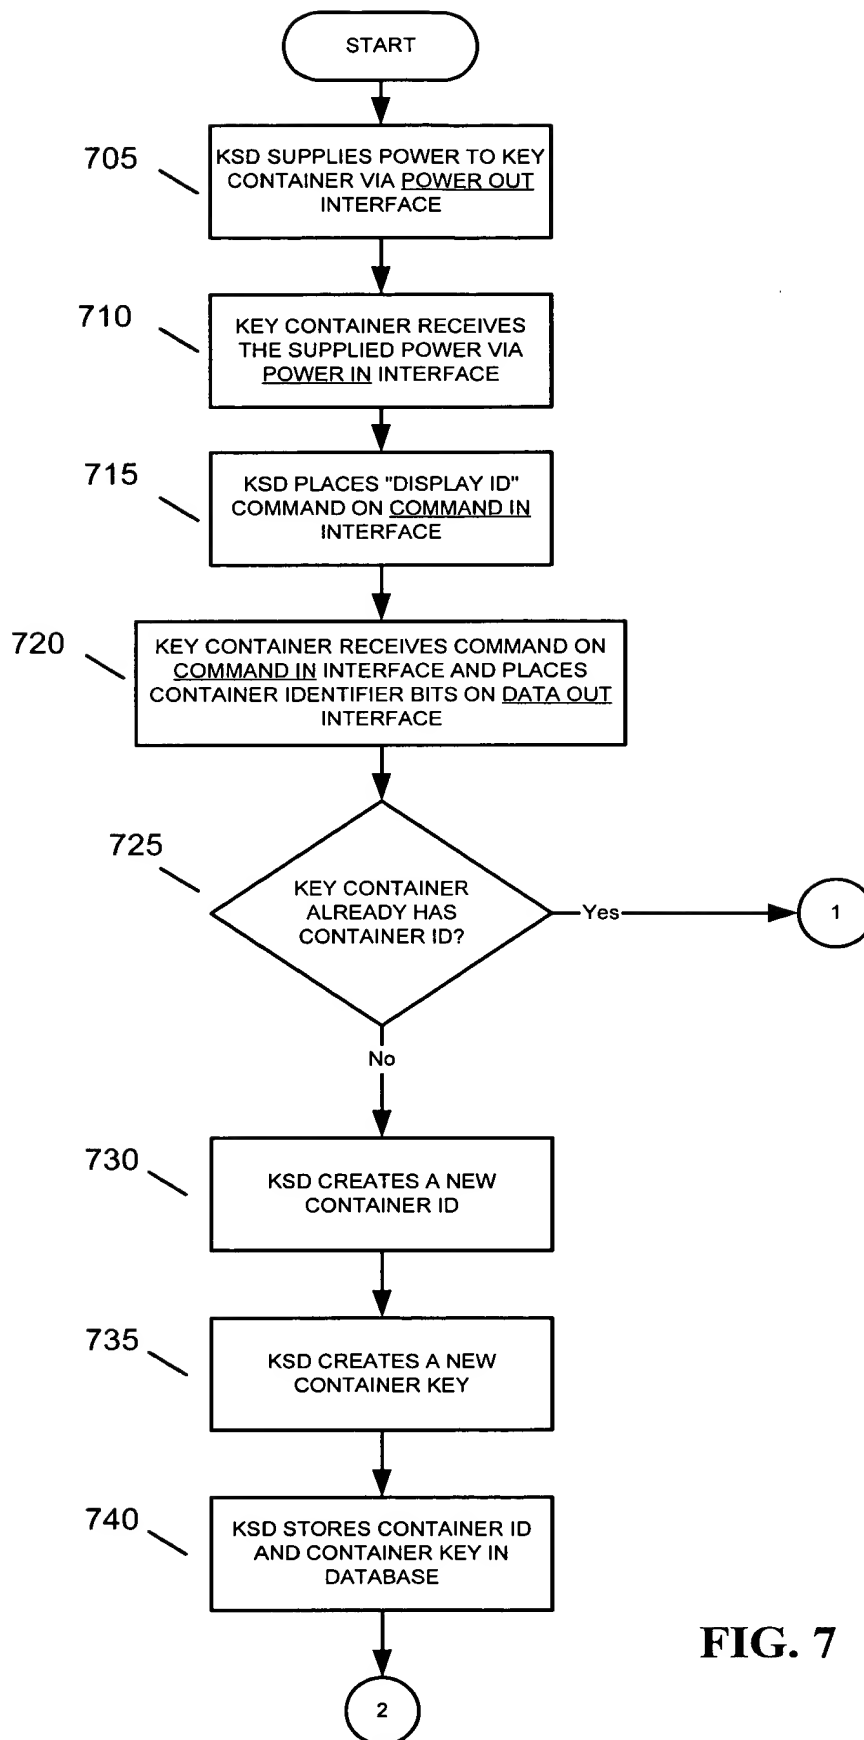 START
705
KSD SUPPLIES POWER TO KEY
CONTAINER VIA POWER OUT
INTERFACE
710
KEY CONTAINER RECEIVES
THE SUPPLIED POWER VIA
POWER IN INTERFACE
715
KSD PLACES "DISPLAY ID"
COMMAND ON COMMAND IN
INTERFACE
720
KEY CONTAINER RECEIVES COMMAND ON
COMMAND IN INTERFACE AND PLACES
CONTAINER IDENTIFIER BITS ON DATA OUT
INTERFACE
725
KEY CONTAINER
ALREADY HAS
CONTAINER ID?
Yes
1
No
730
KSD CREATES A NEW
CONTAINER ID
735
KSD CREATES A NEW
CONTAINER KEY
740
KSD STORES CONTAINER ID
AND CONTAINER KEY IN
DATABASE
2
FIG. 7